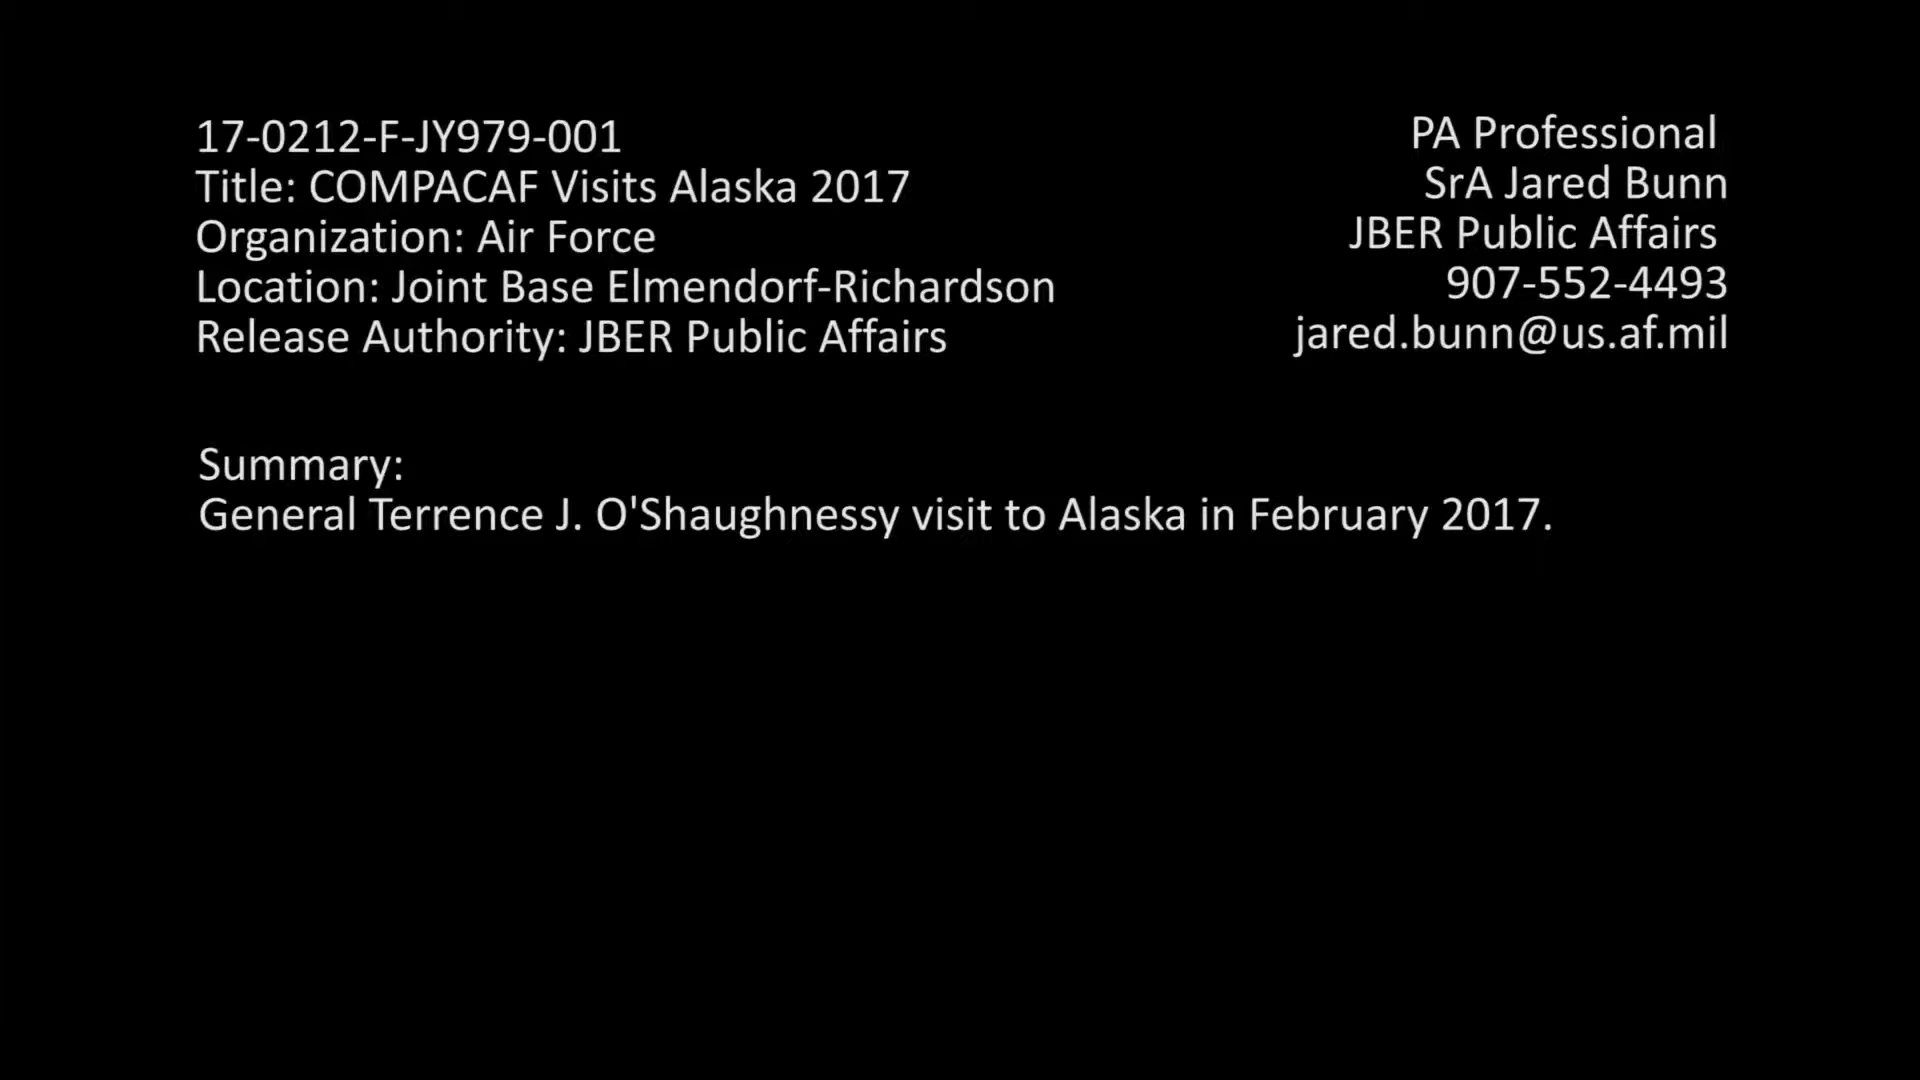 17-0212-F-JY979-001
Title: COMPACAF Visits Alaska 2017
Organization: Air Force
Location: Joint Base Elmendorf-Richardson
Release Authority: JBER Public Affairs
PA Professional
SrA Jared Bunn
JBER Public Affairs
907-552-4493
jared.bunn@us.af.mil
Summary:
General Terrence J. O'Shaughnessy visit to Alaska in February 2017.